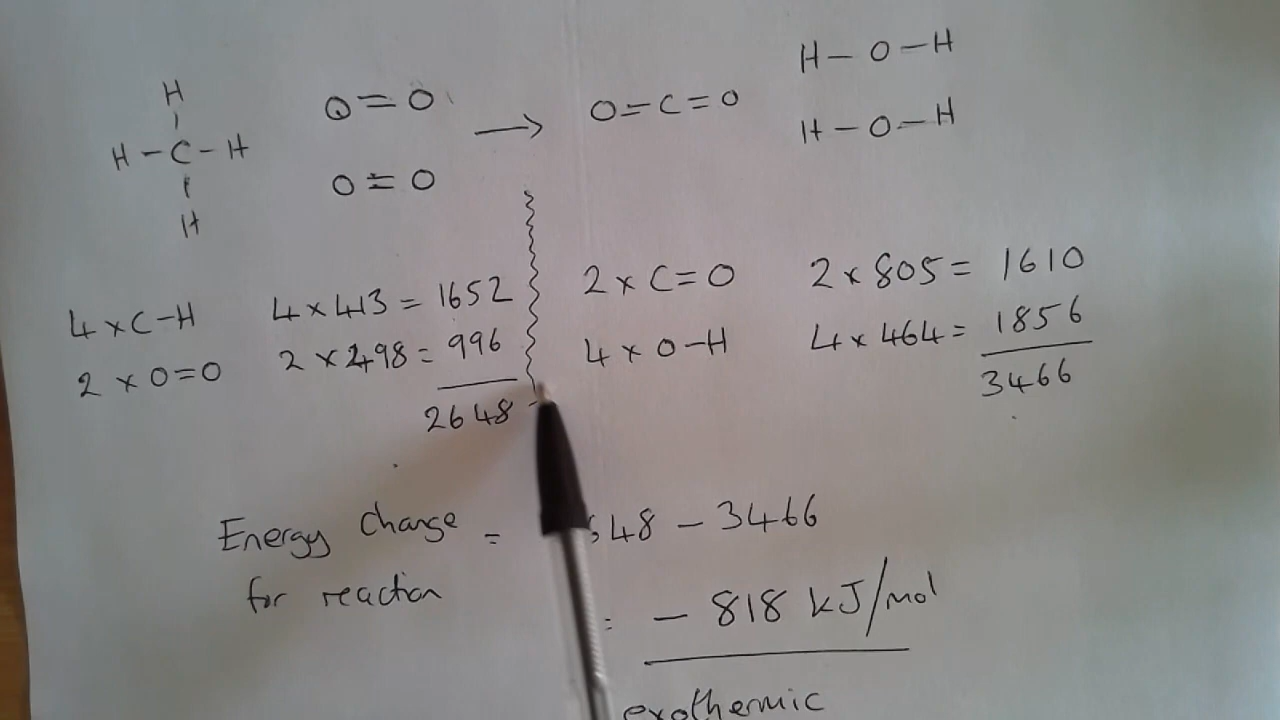 H
H-C-H
H
O=O
O=O
→
O=C=O
H-O-H
H-O-H
4 x C-H 4 x 413 = 1652
2 x O=O 2 x 498 = 996
2648
2 x C=O 2 x 805 = 1610
4 x O-H 4 x 464 = 1856
3466
Energy change = 48 - 3466
for reaction
= - 818 kJ/mol
exothermic